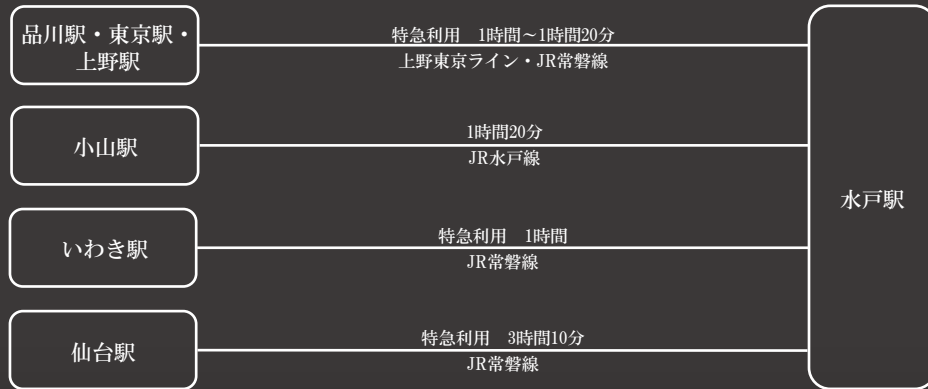 品川駅・東京駅・
上野駅
特急利用　1時間～1時間20分
上野東京ライン・JR常磐線
小山駅
1時間20分
JR水戸線
いわき駅
特急利用　1時間
JR常磐線
仙台駅
特急利用　3時間10分
JR常磐線
水戸駅